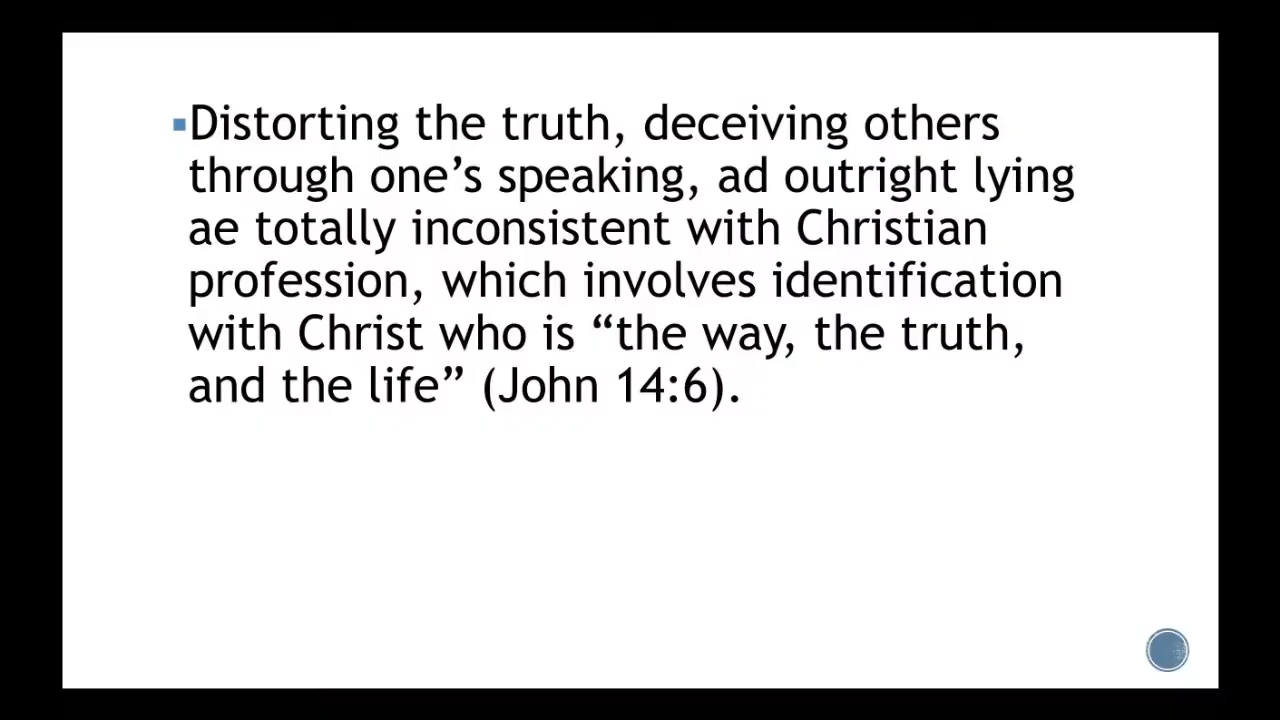 ▪Distorting the truth, deceiving others
through one’s speaking, ad outright lying
ae totally inconsistent with Christian
profession, which involves identification
with Christ who is “the way, the truth,
and the life” (John 14:6).